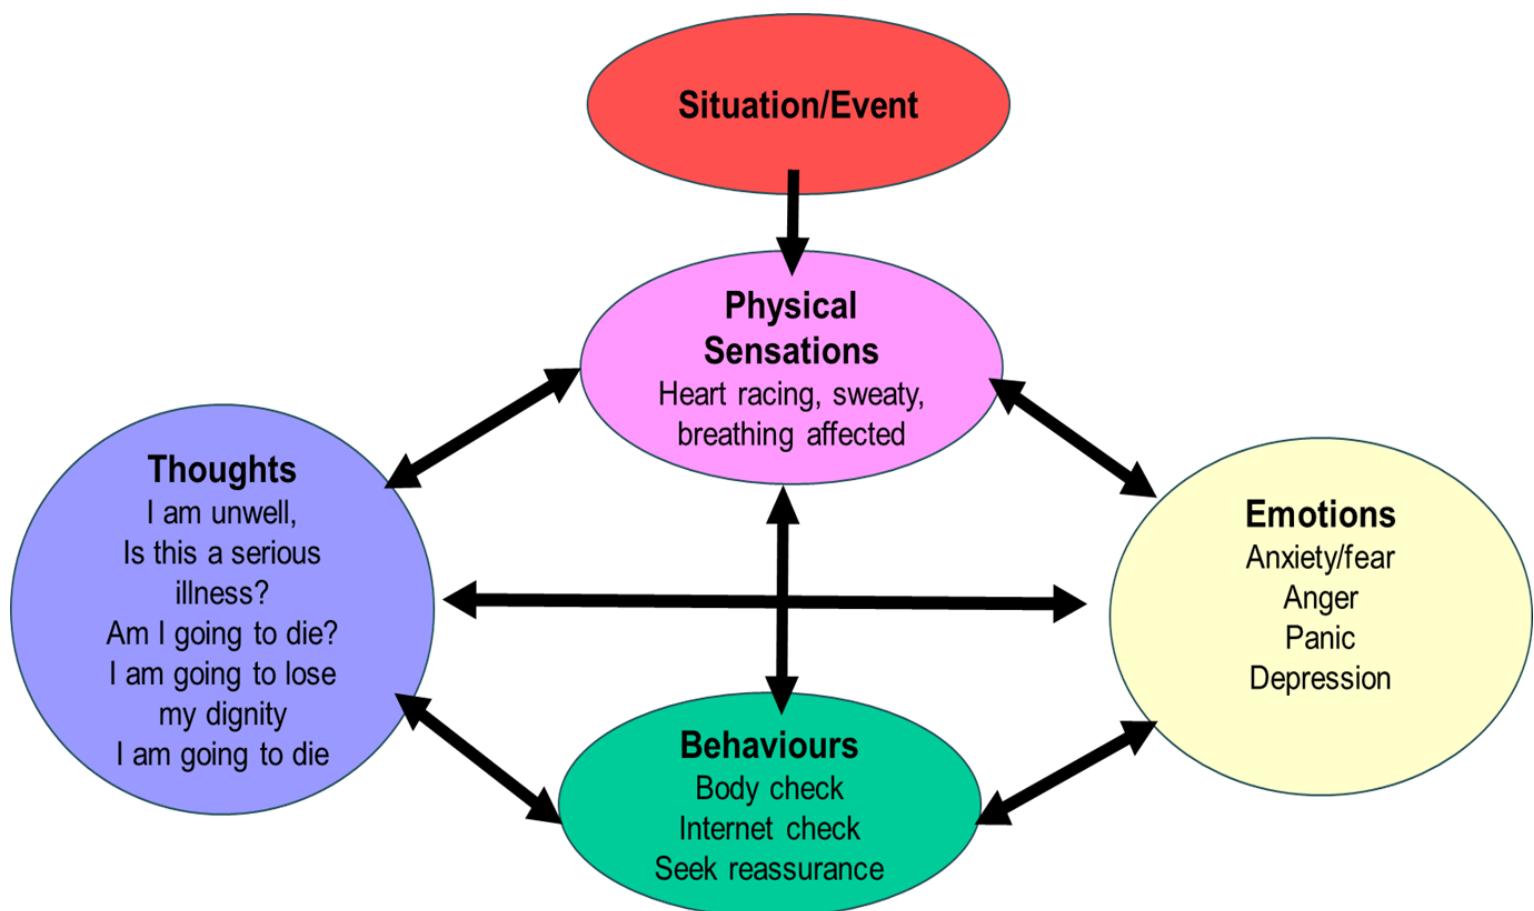 Situation/Event
Physical
Sensations
Heart racing, sweaty,
breathing affected
Thoughts
I am unwell,
Is this a serious
illness?
Am I going to die?
I am going to lose
my dignity
I am going to die
Emotions
Anxiety/fear
Anger
Panic
Depression
Behaviours
Body check
Internet check
Seek reassurance